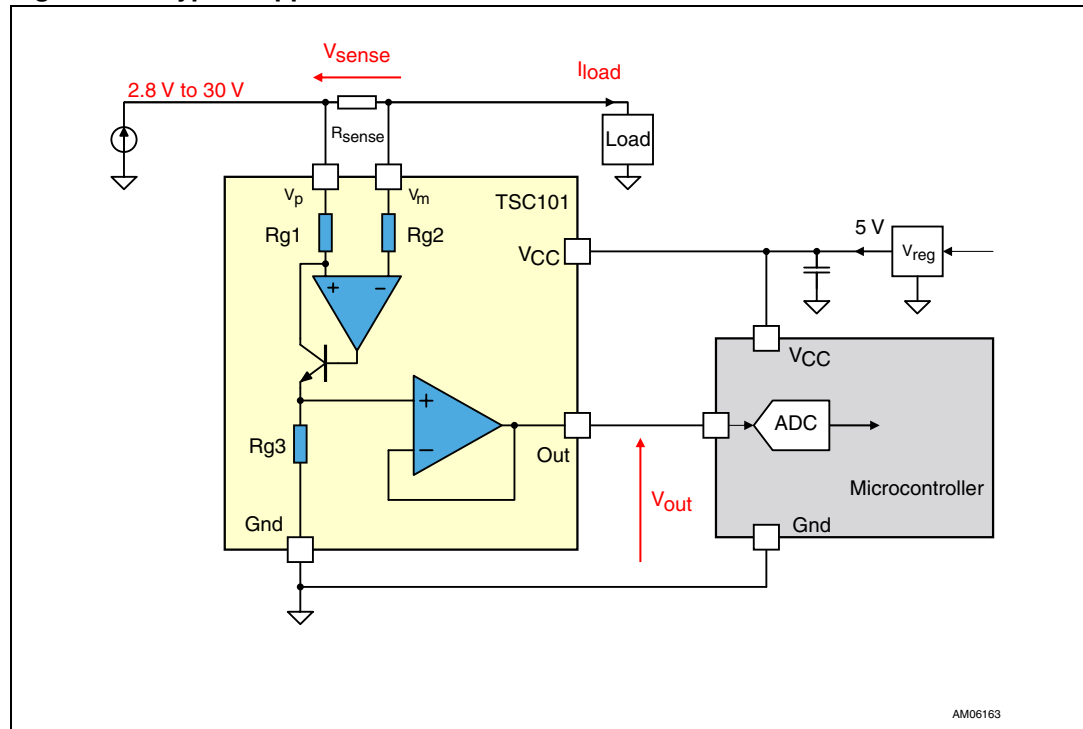 Vsense
Iload
2.8 V to 30 V
Rsense
Load
Vp
Vm
TSC101
Rg1
Rg2
VCC
5 V
Vreg
+
−
VCC
+
−
ADC
Rg3
Out
Microcontroller
Vout
Gnd
Gnd
AM06163